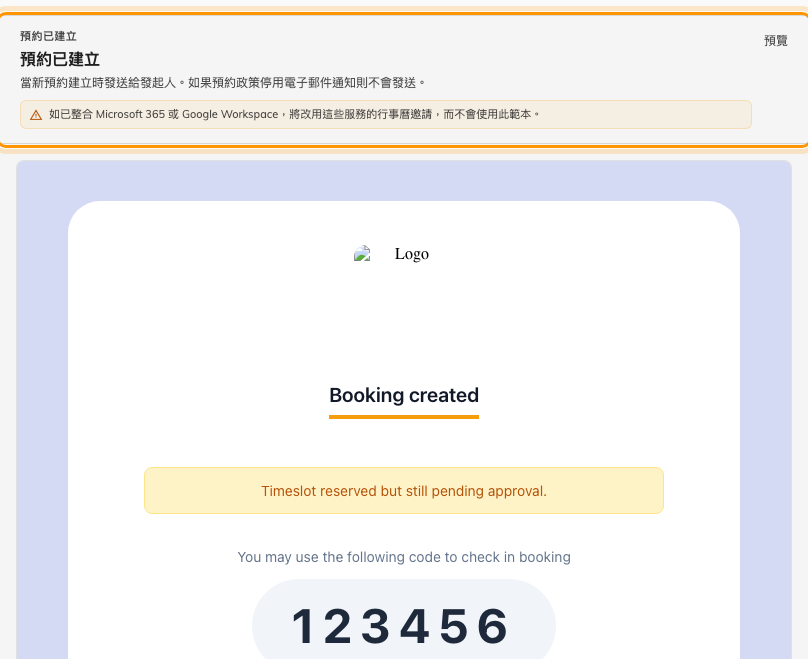 預約已建立
預覽
預約已建立
當新預約建立時發送給發起人。如果預約政策停用電子郵件通知則不會發送。
如已整合 Microsoft 365 或 Google Workspace，將改用這些服務的行事曆邀請，而不會使用此範本。
Logo
Booking created
Timeslot reserved but still pending approval.
You may use the following code to check in booking
123456